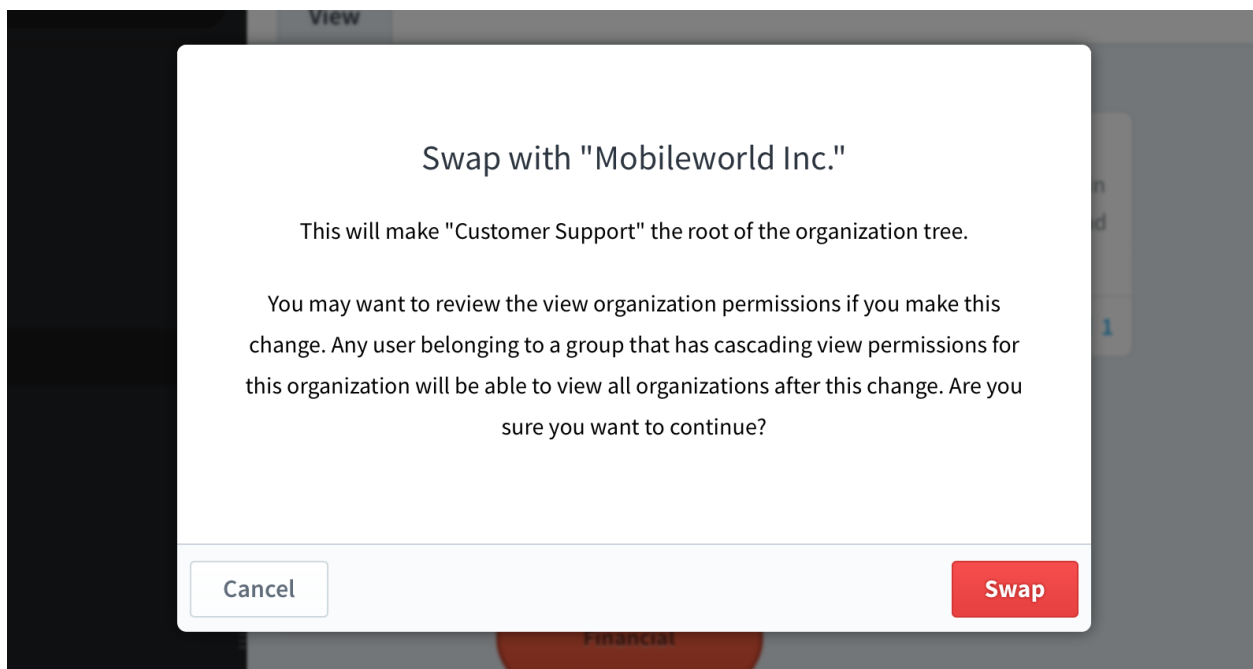 View
Swap with "Mobileworld Inc."
This will make "Customer Support" the root of the organization tree.
You may want to review the view organization permissions if you make this
change. Any user belonging to a group that has cascading view permissions for
this organization will be able to view all organizations after this change. Are you
sure you want to continue?
1
Cancel
Swap
Financial